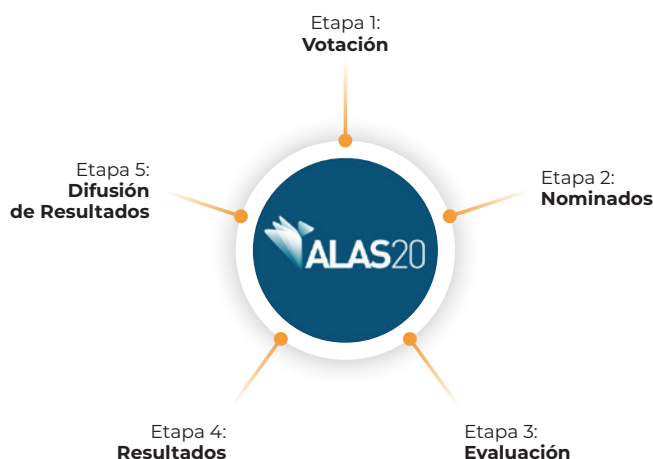 Etapa 1:
Votación
Etapa 2:
Nominados
Etapa 3:
Evaluación
Etapa 4:
Resultados
Etapa 5:
Difusión
de Resultados
ALAS20